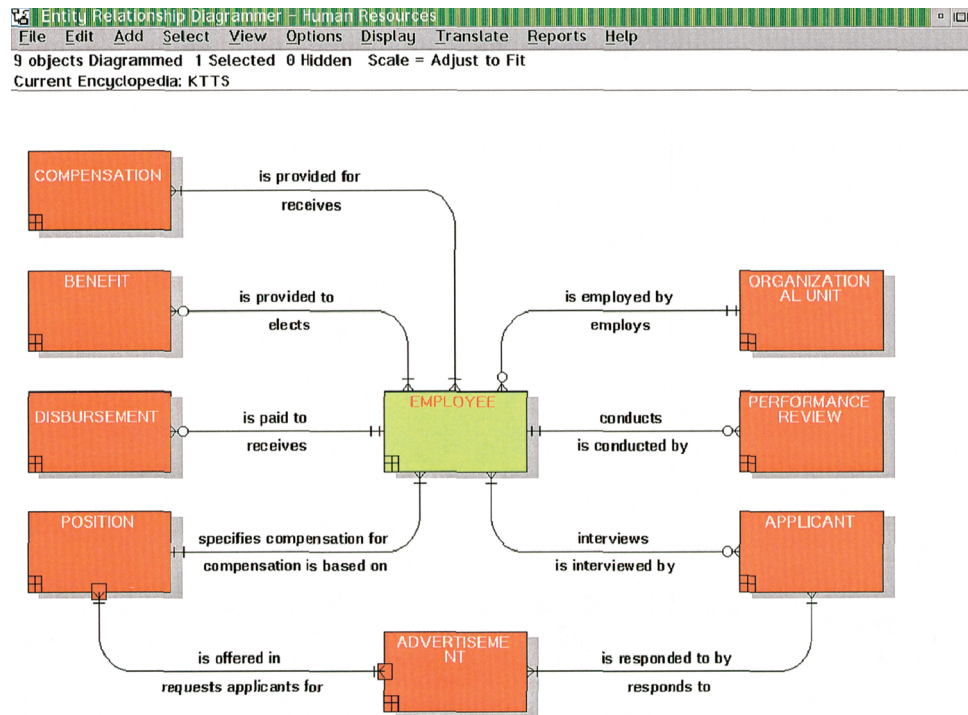 Entity Relationship Diagrammer – Human Resources
File Edit Add Select View Options Display Translate Reports Help
9 objects Diagrammed 1 Selected 0 Hidden Scale = Adjust to Fit
Current Encyclopedia: KTTS
COMPENSATION
is provided for
receives
BENEFIT
is provided to
elects
is employed by
employs
ORGANIZATION
AL UNIT
DISBURSEMENT
is paid to
receives
EMPLOYEE
conducts
is conducted by
PERFORMANCE
REVIEW
POSITION
specifies compensation for
compensation is based on
interviews
is interviewed by
APPLICANT
is offered in
requests applicants for
ADVERTISEME
NT
is responded to by
responds to